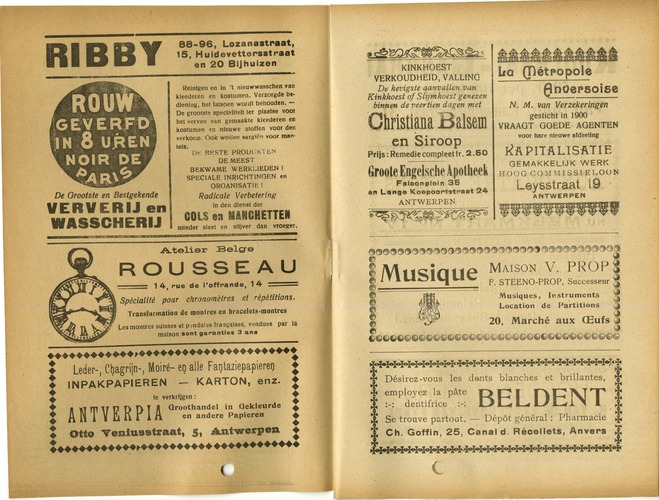 RIBBY
88-96, Lozanastraat,
15, Huidevettersstraat
en 20 Bijhuizen
ROUW
GEVERFD
IN 8 UREN
NOIR DE
PARIS
De Grootste en Bestgekende
VERVERIJ en
WASSCHERIJ
Reinigen en in 't nieuwwasschen van
kleederen en kostumen. Verzorgde be-
diening, het fatsoen wordt behouden. —
De grootste specialiteit ter plaatse voor
het verven van gemaakte kleederen en
kostumen en nieuwe stoffen voor den
verkoop. Ook wollen sargiën voor man-
tels.
DE BESTE PRODUKTEN
DE MEEST
BEKWAME WERKLIEDEN !
SPECIALE INRICHTINGEN en
ORGANISATIE !
Radicale Verbetering
in den dienst der
COLS en MANCHETTEN
minder steel en stijver dan vroeger.
Atelier Belge
ROUSSEAU
14, rue de l'offrande, 14
Spécialité pour chronomètres et répétitions.
Transformation de montres en bracelets-montres
Les montres suisses et pendules françaises, vendues par la
maison sont garanties 3 ans
Leder-, Chagrijn-, Moiré- en alle Fantaziepapieren
INPAKPAPIEREN — KARTON, enz.
te verkrijgen :
ANTVERPIA Groothandel in Gekleurde
en andere Papieren
Otto Veniusstraat, 5, Antwerpen
KINKHOEST
VERKOUDHEID, VALLING
De hevigste aanvallen van
Kinkhoest of Slijmhoest genezen
binnen de veertien dagen met
Christiana Balsem
en Siroop
Prijs : Remedie compleet fr. 2.50
Groote Engelsche Apotheek
Falconplein 35
en Lange Koepoortstraat 24
ANTWERPEN
La Métropole
Anversoise
N. M. van Verzekeringen
gesticht in 1900
VRAAGT GOEDE AGENTEN
voor hare nieuwe afdeeling
KAPITALISATIE
GEMAKKELIJK WERK
HOOG COMMISSIELOON
Leysstraat 19
ANTWERPEN
Musique
MAISON V. PROP
F. STEENO-PROP, Successeur
Musiques, Instruments
Location de Partitions
20, Marché aux Œufs
Désirez-vous les dants blanches et brillantes,
employez la pâte
:-: dentifrice :-: BELDENT
Se trouve partout. — Dépôt général : Pharmacie
Ch. Goffin, 25, Canal d. Récollets, Anvers